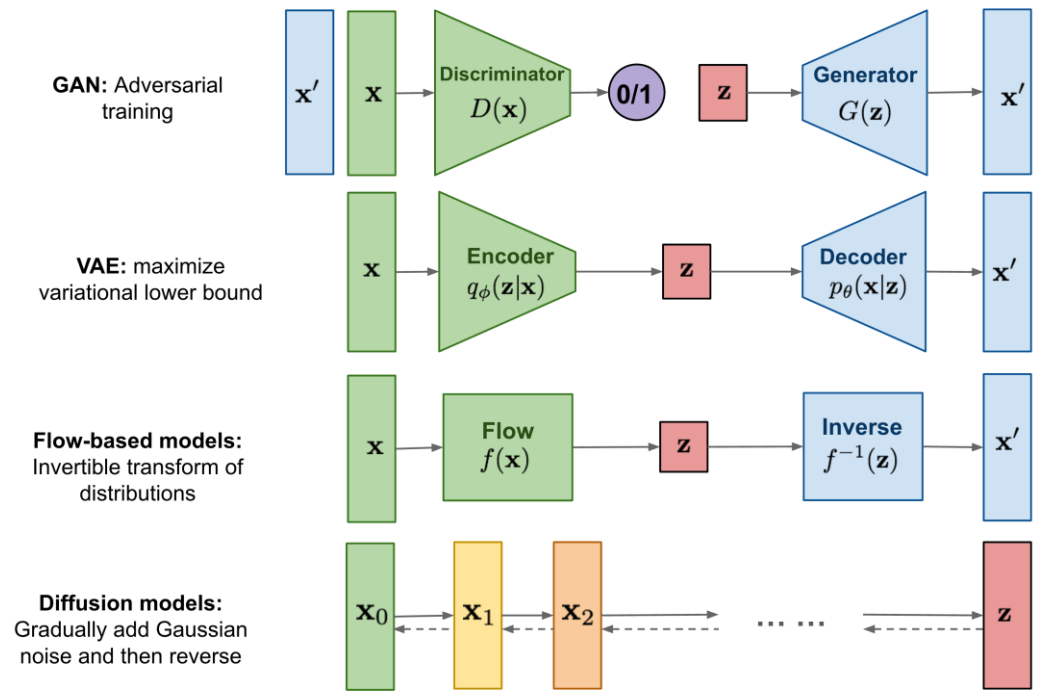 GAN: Adversarial
training
x′
x
Discriminator
D(x)
0/1
z
Generator
G(z)
x′
VAE: maximize
variational lower bound
x
Encoder
qϕ(z|x)
z
Decoder
pθ(x|z)
x′
Flow-based models:
Invertible transform of
distributions
x
Flow
f(x)
z
Inverse
f⁻¹(z)
x′
Diffusion models:
Gradually add Gaussian
noise and then reverse
x₀
x₁
x₂
... ...
z